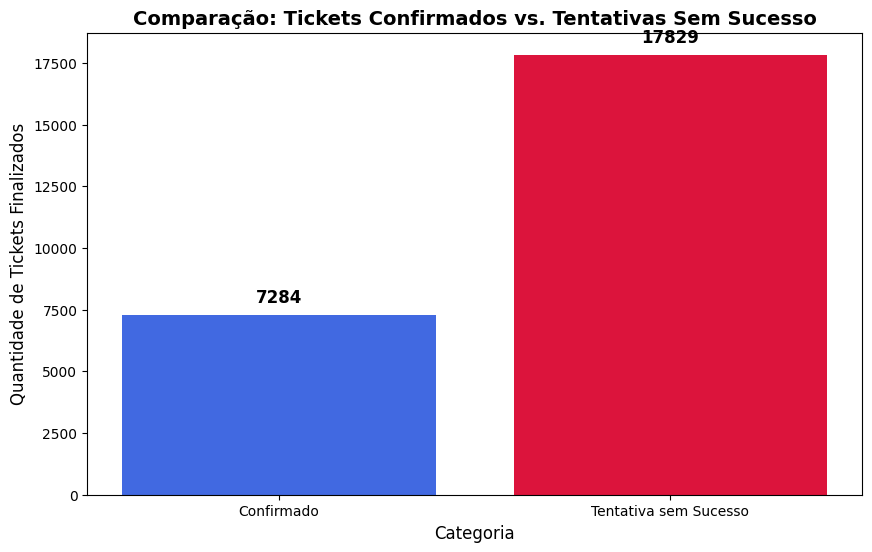 Comparação: Tickets Confirmados vs. Tentativas Sem Sucesso
17829
7284
17500
15000
12500
10000
7500
5000
2500
0
Quantidade de Tickets Finalizados
Confirmado
Tentativa sem Sucesso
Categoria